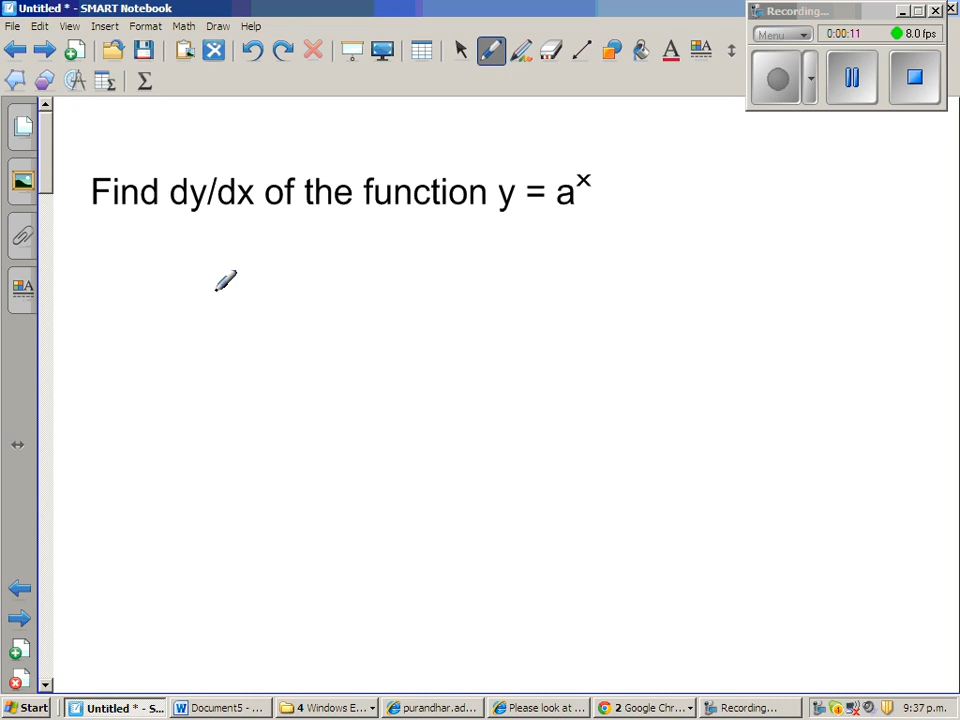 Untitled * - SMART Notebook
File Edit View Insert Format Math Draw Help
Recording...
Menu 0:00:11 8.0 fps
Find dy/dx of the function y = aˣ
Start Untitled * - S... Document5 - ... 4 Windows E... purandhar.ad... Please look at ... 2 Google Chr... Recording... 9:37 p.m.